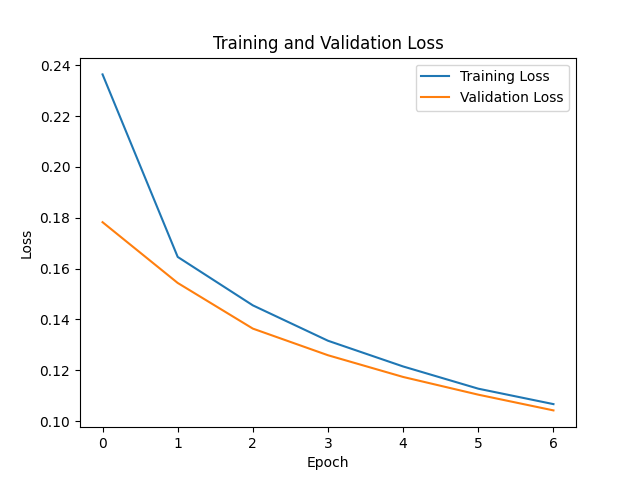 Training and Validation Loss
Training Loss
Validation Loss
0.24
0.22
0.20
0.18
0.16
0.14
0.12
0.10
Loss
0 1 2 3 4 5 6
Epoch